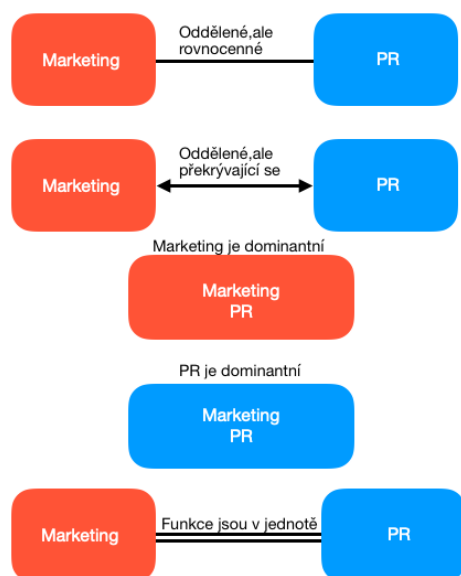 Oddělené,ale
rovnocenné
Marketing
PR
Oddělené,ale
překrývající se
Marketing
PR
Marketing je dominantní
Marketing
PR
PR je dominantní
Marketing
PR
Funkce jsou v jednotě
Marketing
PR